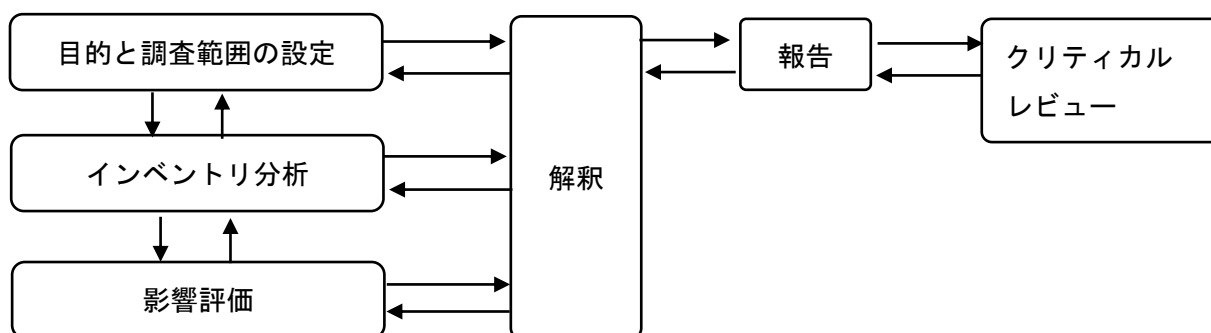 目的と調査範囲の設定
インベントリ分析
影響評価
解釈
報告
クリティカル
レビュー